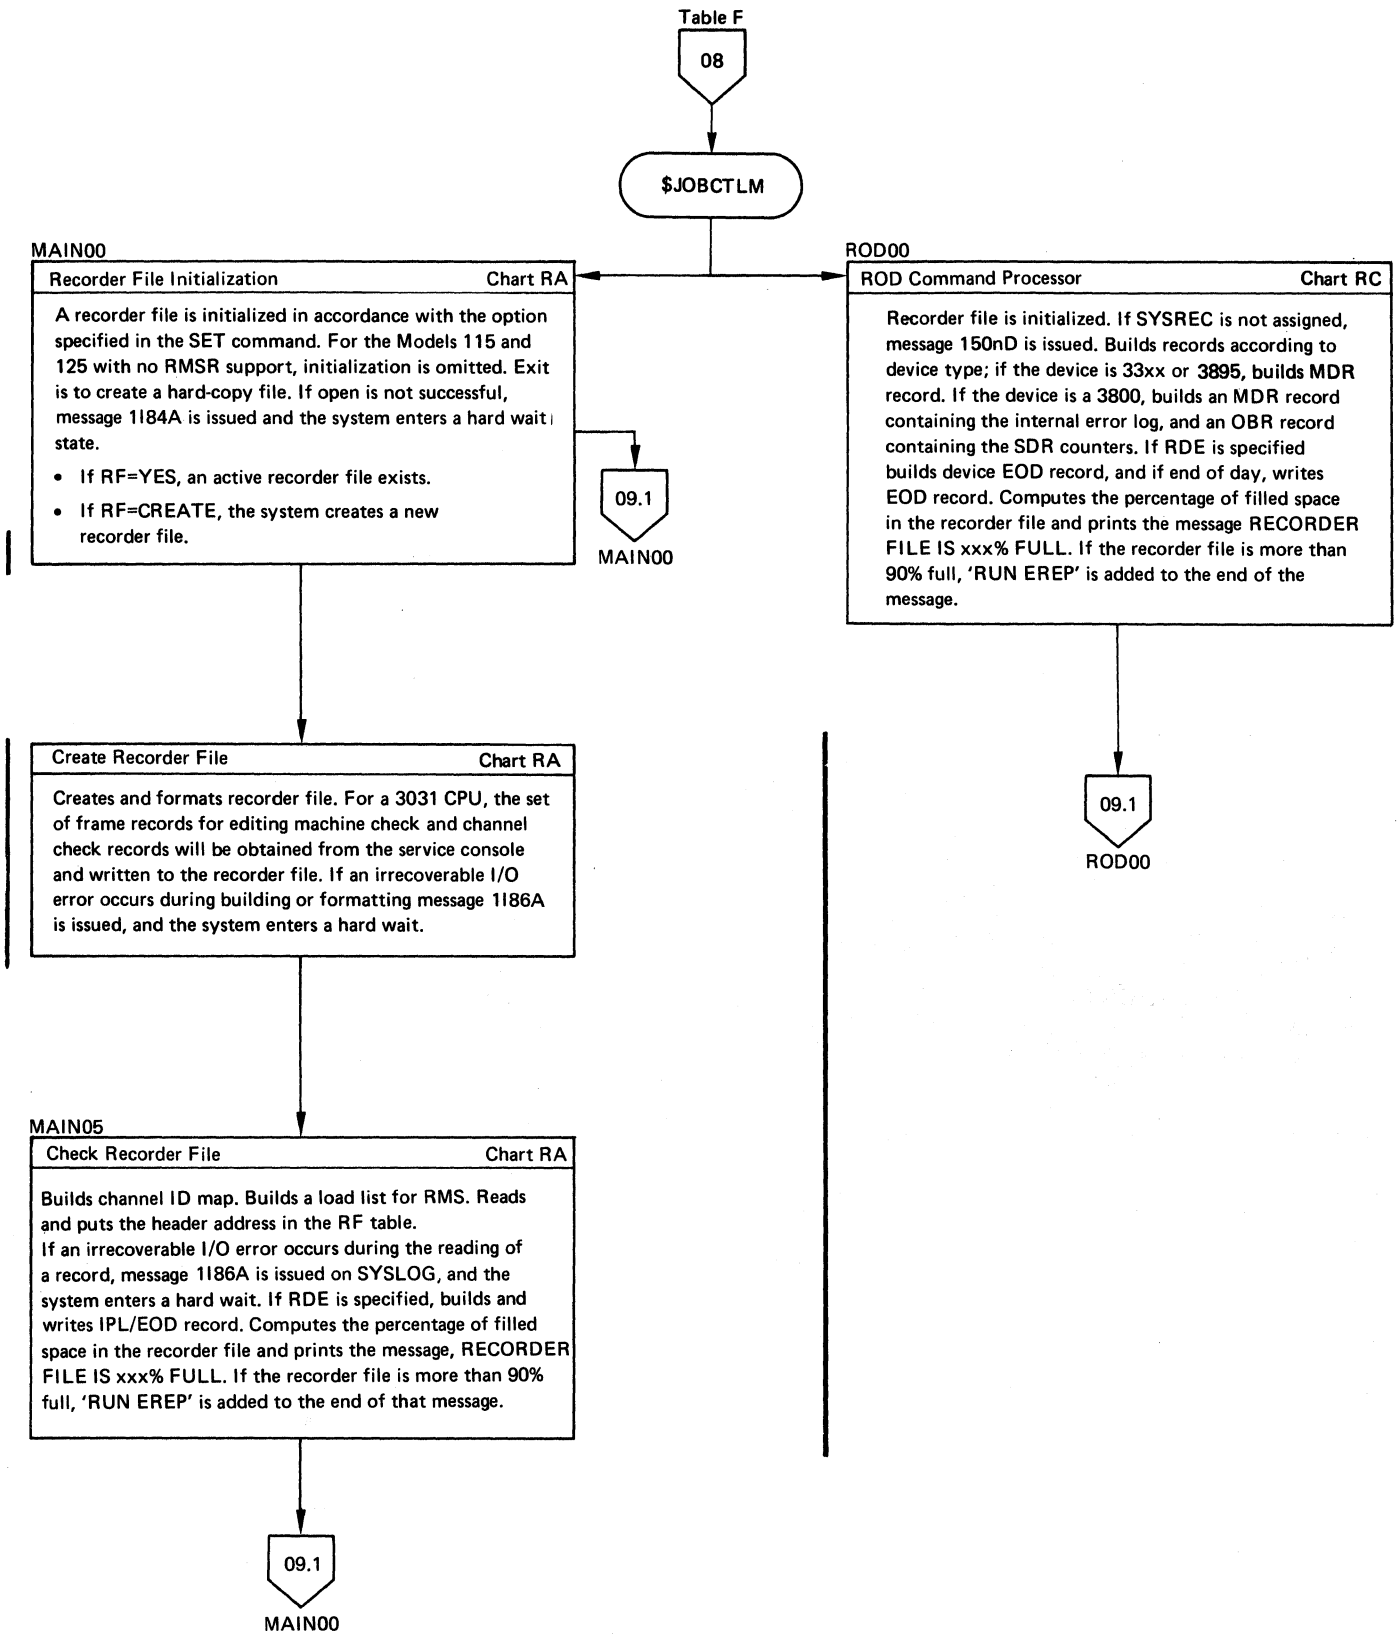 Table F
08
$JOBCTLM
MAIN00
Recorder File Initialization Chart RA
A recorder file is initialized in accordance with the option
specified in the SET command. For the Models 115 and
125 with no RMSR support, initialization is omitted. Exit
is to create a hard-copy file. If open is not successful,
message 1I84A is issued and the system enters a hard wait
state.
• If RF=YES, an active recorder file exists.
• If RF=CREATE, the system creates a new
recorder file.
09.1
MAIN00
ROD00
ROD Command Processor Chart RC
Recorder file is initialized. If SYSREC is not assigned,
message 150nD is issued. Builds records according to
device type; if the device is 33xx or 3895, builds MDR
record. If the device is a 3800, builds an MDR record
containing the internal error log, and an OBR record
containing the SDR counters. If RDE is specified
builds device EOD record, and if end of day, writes
EOD record. Computes the percentage of filled space
in the recorder file and prints the message RECORDER
FILE IS xxx% FULL. If the recorder file is more than
90% full, ‘RUN EREP’ is added to the end of the
message.
09.1
ROD00
Create Recorder File Chart RA
Creates and formats recorder file. For a 3031 CPU, the set
of frame records for editing machine check and channel
check records will be obtained from the service console
and written to the recorder file. If an irrecoverable I/O
error occurs during building or formatting message 1I86A
is issued, and the system enters a hard wait.
MAIN05
Check Recorder File Chart RA
Builds channel ID map. Builds a load list for RMS. Reads
and puts the header address in the RF table.
If an irrecoverable I/O error occurs during the reading of
a record, message 1I86A is issued on SYSLOG, and the
system enters a hard wait. If RDE is specified, builds and
writes IPL/EOD record. Computes the percentage of filled
space in the recorder file and prints the message, RECORDER
FILE IS xxx% FULL. If the recorder file is more than 90%
full, ‘RUN EREP’ is added to the end of that message.
09.1
MAIN00